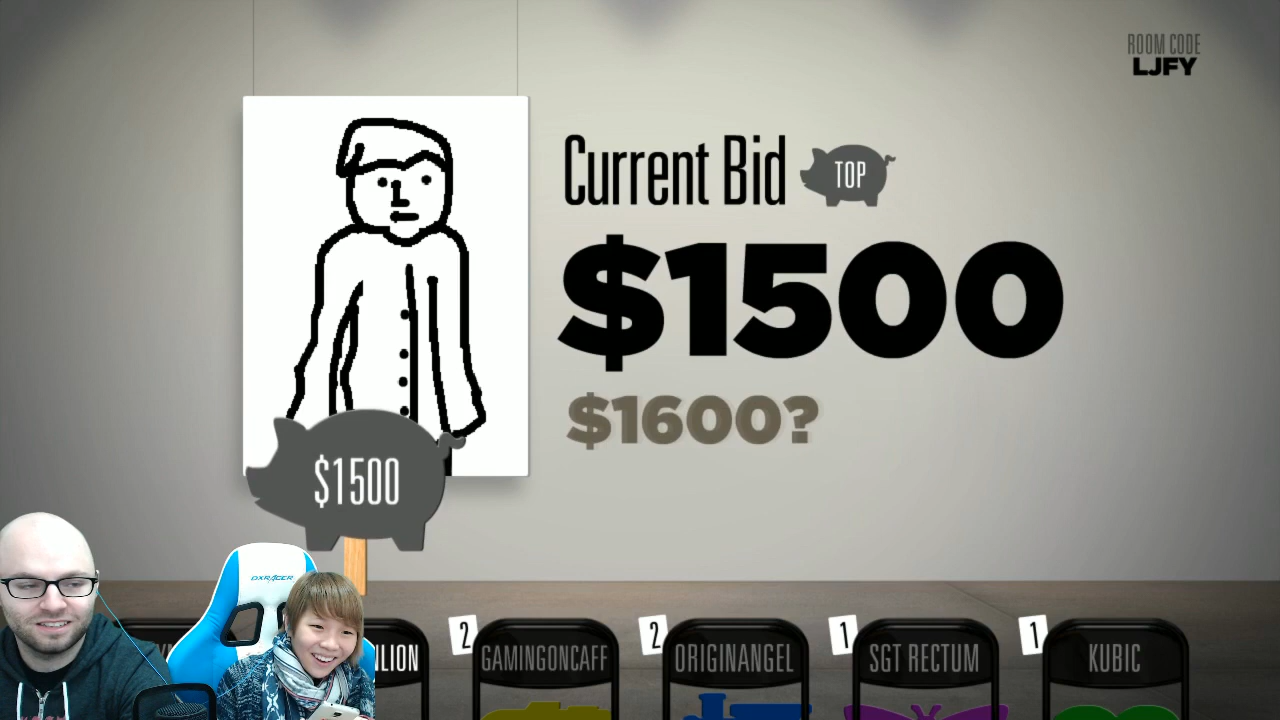 ROOM CODE
LJFY
Current Bid
TOP
$1500
$1600?
$1500
DXRACER
2
2
1
1
GAMINGONCAFF
ORIGINANGEL
SGT RECTUM
KUBIC